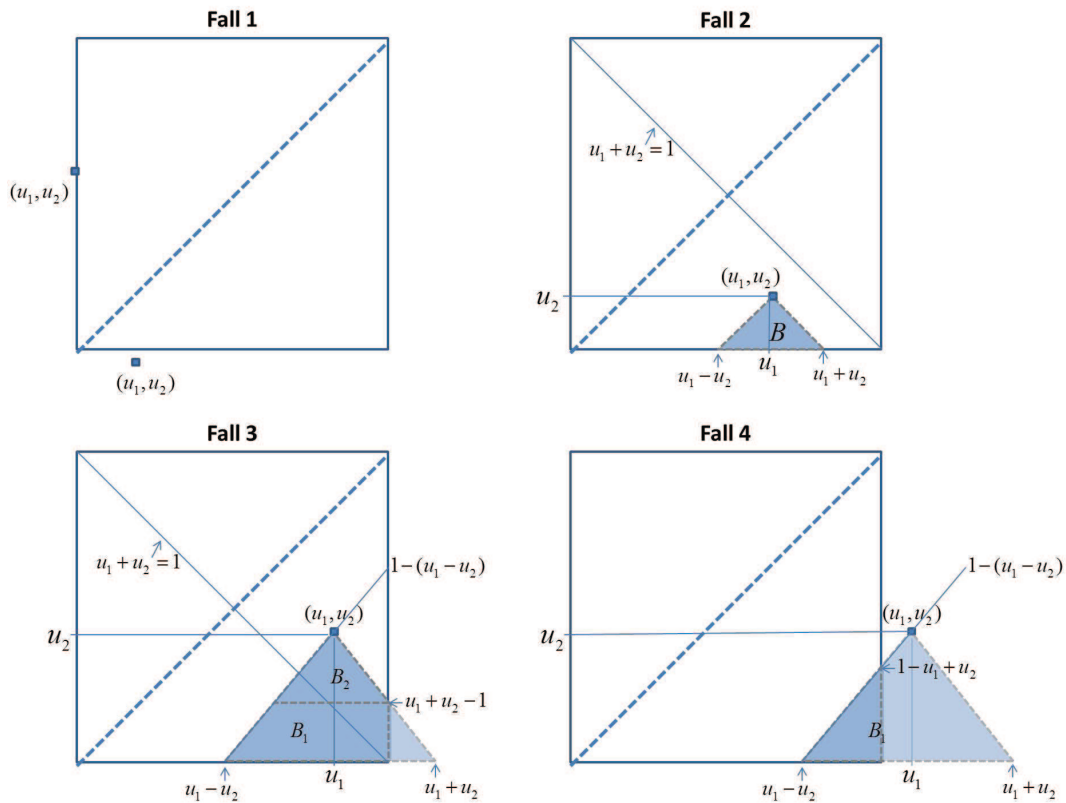 Fall 1
(u₁,u₂)
(u₁,u₂)
Fall 2
u₁+u₂=1
(u₁,u₂)
u₂
B
u₁−u₂
u₁
u₁+u₂
Fall 3
u₁+u₂=1
1−(u₁−u₂)
(u₁,u₂)
u₂
B₂
u₁+u₂−1
B₁
u₁−u₂
u₁
u₁+u₂
Fall 4
1−(u₁−u₂)
(u₁,u₂)
u₂
1−u₁+u₂
B₁
u₁−u₂
u₁
u₁+u₂